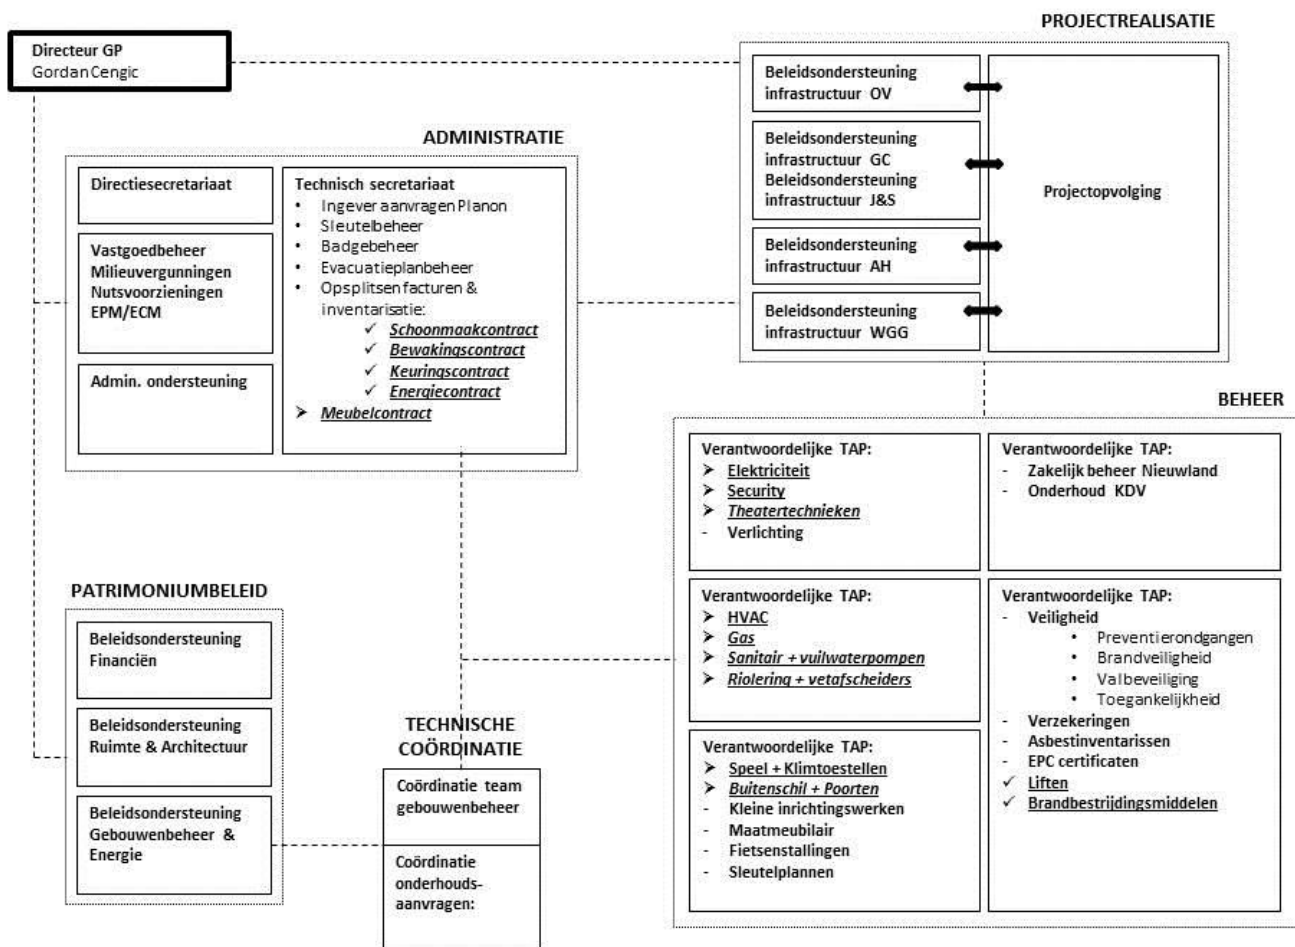 Directeur GP
Gordan Cengic
PROJECTREALISATIE
Beleidsondersteuning
infrastructuur OV
Beleidsondersteuning
infrastructuur GC
Beleidsondersteuning
infrastructuur J&S
Beleidsondersteuning
infrastructuur AH
Beleidsondersteuning
infrastructuur WGG
Projectopvolging
ADMINISTRATIE
Directiesecretariaat
Vastgoedbeheer
Milieuvergunningen
Nutsvoorzieningen
EPM/ECM
Admin. ondersteuning
Technisch secretariaat
• Ingever aanvragen Planon
• Sleutelbeheer
• Badgebeheer
• Evacuatieplanbeheer
• Opsplitsen facturen &
inventarisatie:
✓ Schoonmaakcontract
✓ Bewakingscontract
✓ Keuringscontract
✓ Energiecontract
➤ Meubelcontract
BEHEER
Verantwoordelijke TAP:
➤ Elektriciteit
➤ Security
➤ Theatertechnieken
- Verlichting
Verantwoordelijke TAP:
- Zakelijk beheer Nieuwland
- Onderhoud KDV
Verantwoordelijke TAP:
➤ HVAC
➤ Gas
➤ Sanitair + vuilwaterpompen
➤ Riolering + vetafscheiders
Verantwoordelijke TAP:
- Veiligheid
• Preventierondgangen
• Brandveiligheid
• Valbeveiliging
• Toegankelijkheid
- Verzekeringen
- Asbestinventarissen
- EPC certificaten
✓ Liften
✓ Brandbestrijdingsmiddelen
Verantwoordelijke TAP:
➤ Speel + Klimtoestellen
➤ Buitenschil + Poorten
- Kleine inrichtingswerken
- Maatmeubilair
- Fietsenstallingen
- Sleutelplannen
PATRIMONIUMBELEID
Beleidsondersteuning
Financiën
Beleidsondersteuning
Ruimte & Architectuur
Beleidsondersteuning
Gebouwenbeheer &
Energie
TECHNISCHE
COÖRDINATIE
Coördinatie team
gebouwenbeheer
Coördinatie
onderhouds-
aanvragen: